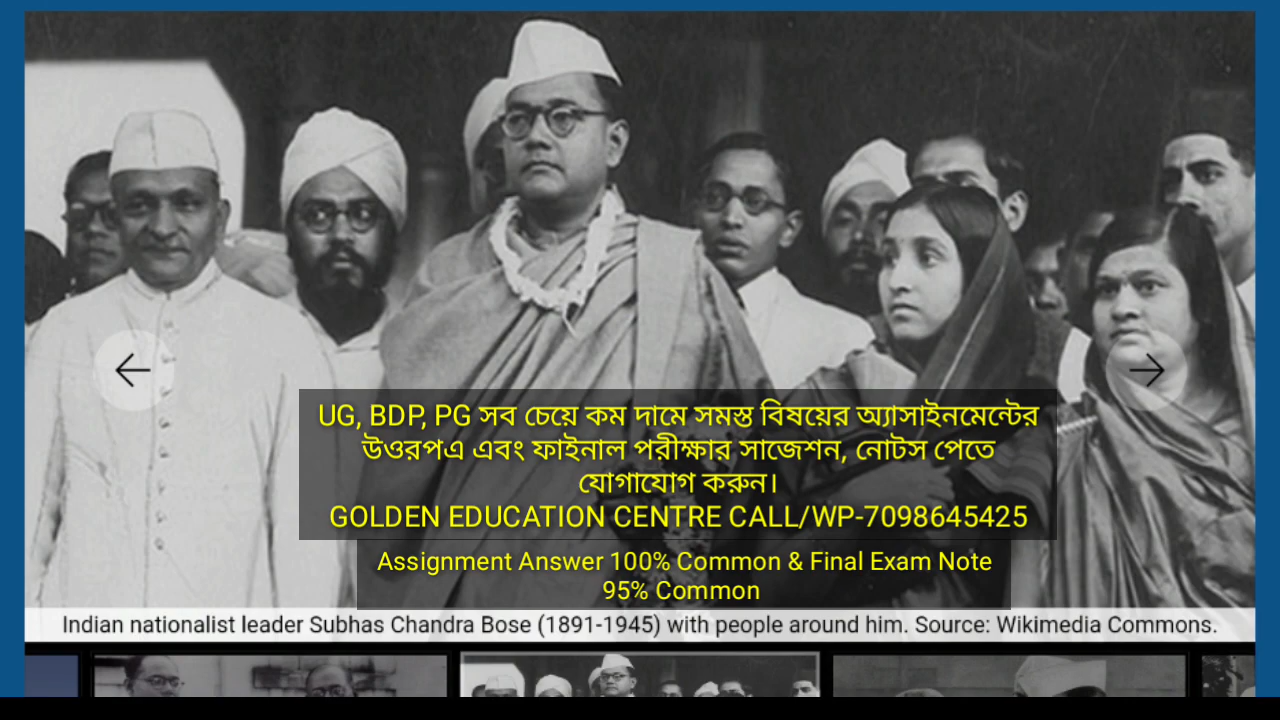 UG, BDP, PG সব চেয়ে কম দামে সমস্ত বিষয়ের অ্যাসাইনমেন্টের
উওরপএ এবং ফাইনাল পরীক্ষার সাজেশন, নোটস পেতে
যোগাযোগ করুন।
GOLDEN EDUCATION CENTRE CALL/WP-7098645425
Assignment Answer 100% Common & Final Exam Note
95% Common
Indian nationalist leader Subhas Chandra Bose (1891-1945) with people around him. Source: Wikimedia Commons.